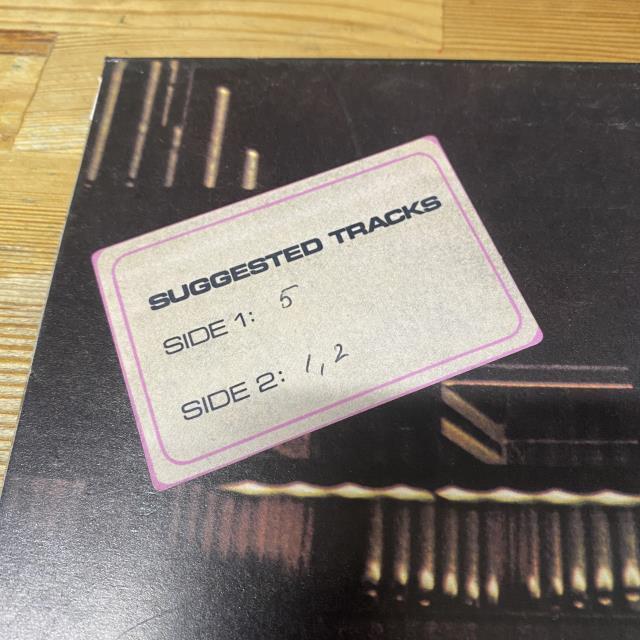 SUGGESTED TRACKS
SIDE 1: 5
SIDE 2: 1, 2